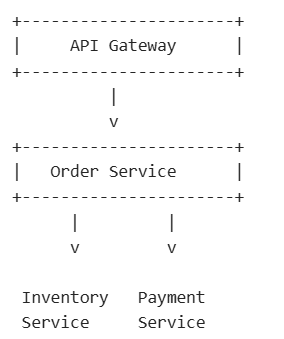 +----------------------+
|     API Gateway      |
+----------------------+
          |
          v
+----------------------+
|   Order Service      |
+----------------------+
      |         |
      v         v

 Inventory   Payment
 Service     Service